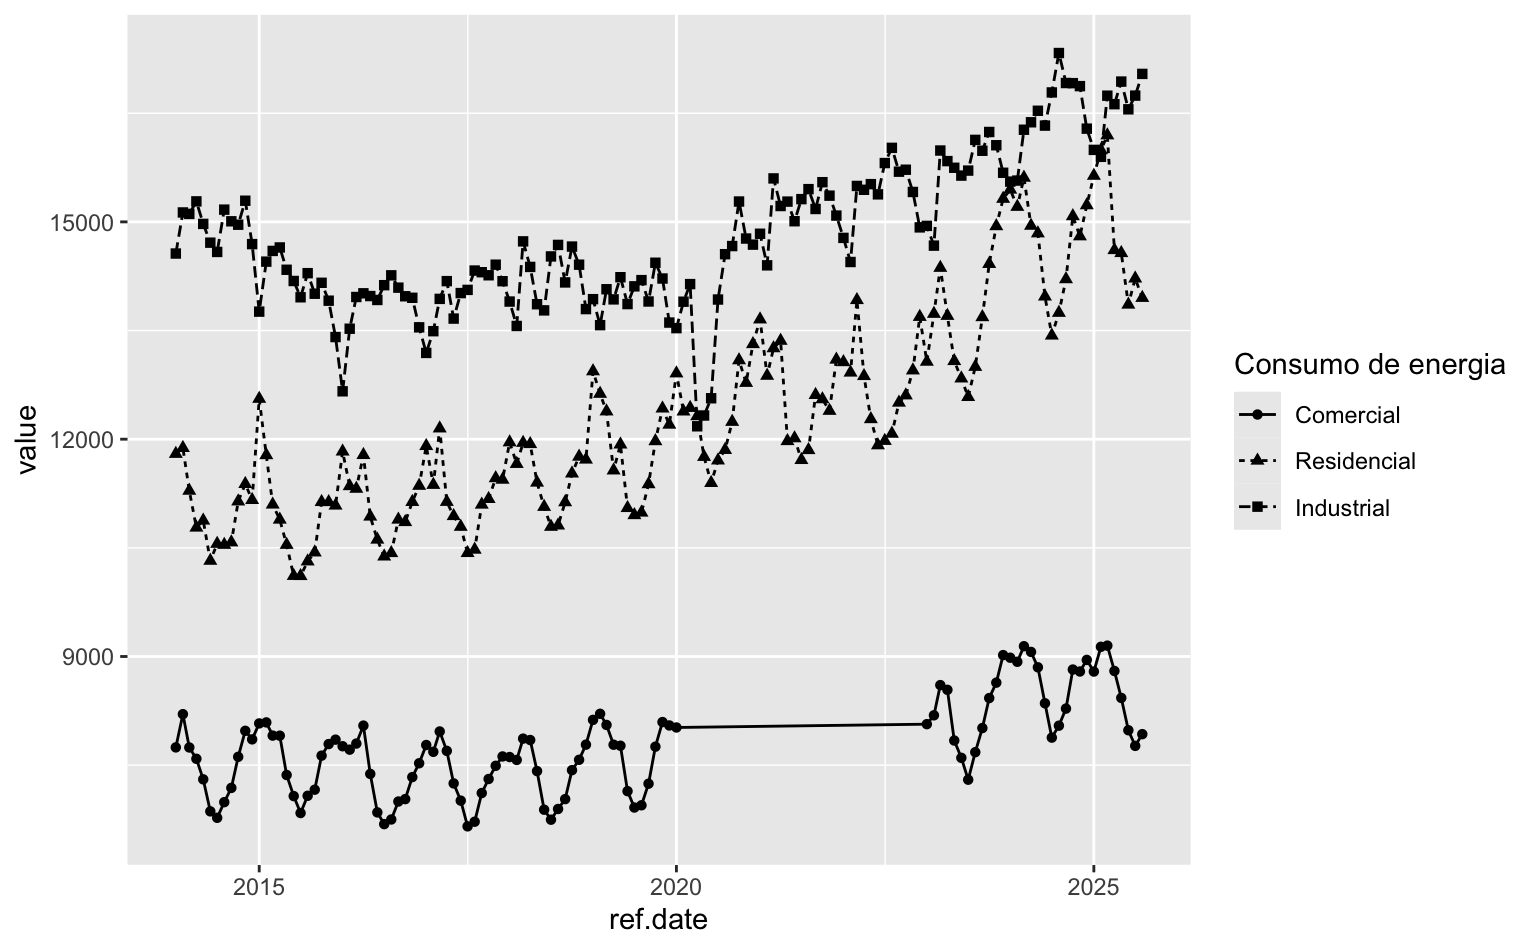 15000
12000
9000
value
2015
2020
2025
ref.date
Consumo de energia
Comercial
Residencial
Industrial